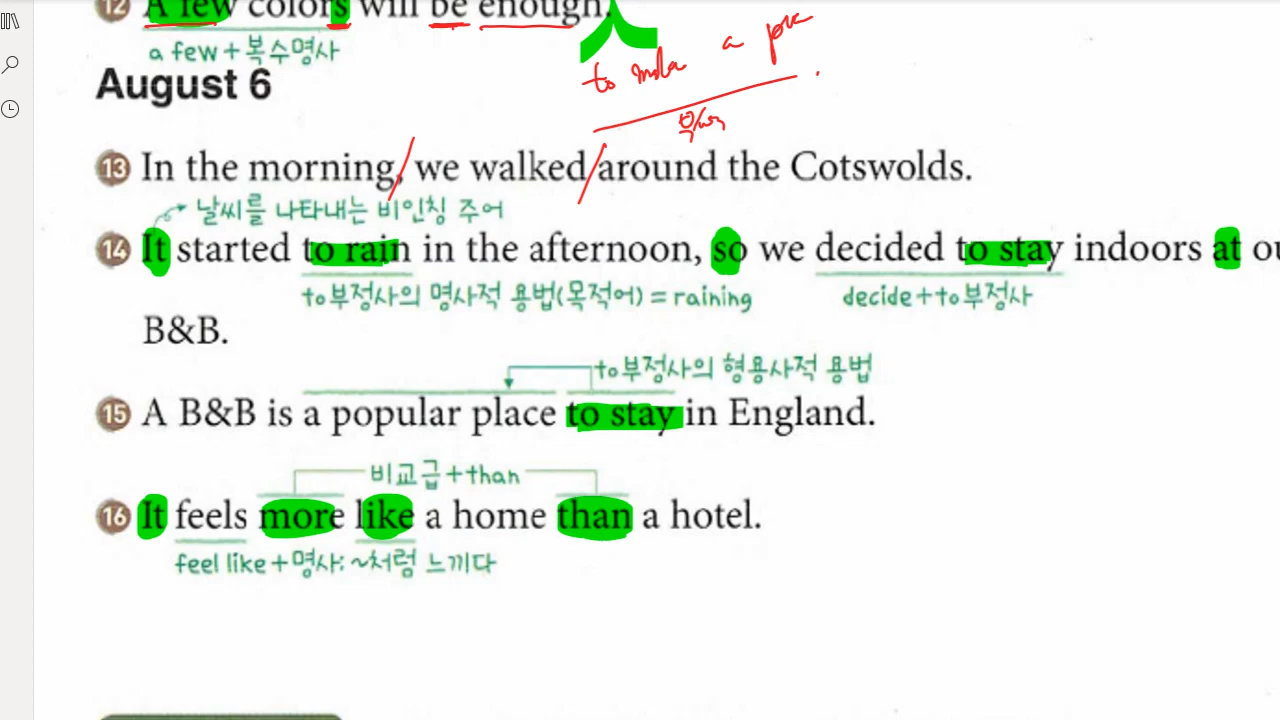 12 A few colors will be enough.
a few+복수명사
to make a
August 6
13 In the morning, we walked around the Cotswolds.
날씨를 나타내는 비인칭 주어
14 It started to rain in the afternoon, so we decided to stay indoors at
to부정사의 명사적 용법(목적어)=raining
decide+to부정사
B&B.
to부정사의 형용사적 용법
15 A B&B is a popular place to stay in England.
비교급+than
16 It feels more like a home than a hotel.
feel like+명사: ~처럼 느끼다